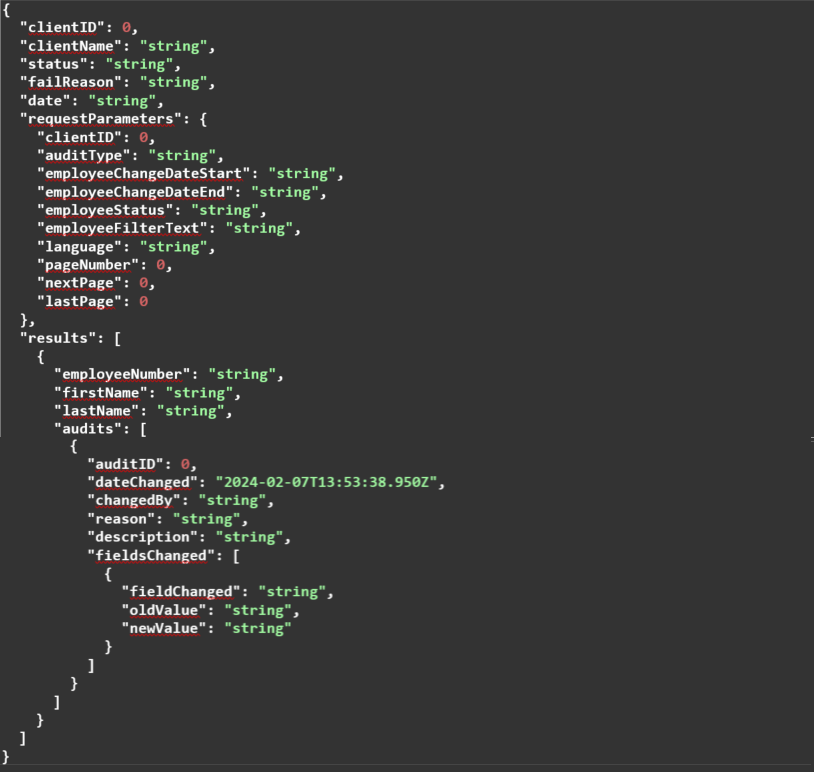 {
"clientID": 0,
"clientName": "string",
"status": "string",
"failReason": "string",
"date": "string",
"requestParameters": {
"clientID": 0,
"auditType": "string",
"employeeChangeDateStart": "string",
"employeeChangeDateEnd": "string",
"employeeStatus": "string",
"employeeFilterText": "string",
"language": "string",
"pageNumber": 0,
"nextPage": 0,
"lastPage": 0
},
"results": [
{
"employeeNumber": "string",
"firstName": "string",
"lastName": "string",
"audits": [
{
"auditID": 0,
"dateChanged": "2024-02-07T13:53:38.950Z",
"changedBy": "string",
"reason": "string",
"description": "string",
"fieldsChanged": [
{
"fieldChanged": "string",
"oldValue": "string",
"newValue": "string"
}
]
}
]
}
]
}